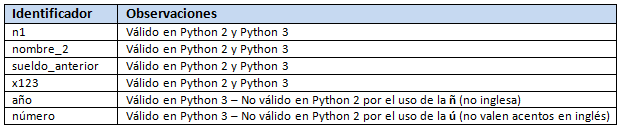 Identificador Observaciones
n1 Válido en Python 2 y Python 3
nombre_2 Válido en Python 2 y Python 3
sueldo_anterior Válido en Python 2 y Python 3
x123 Válido en Python 2 y Python 3
año Válido en Python 3 – No válido en Python 2 por el uso de la ñ (no inglesa)
número Válido en Python 3 – No válido en Python 2 por el uso de la ú (no valen acentos en inglés)